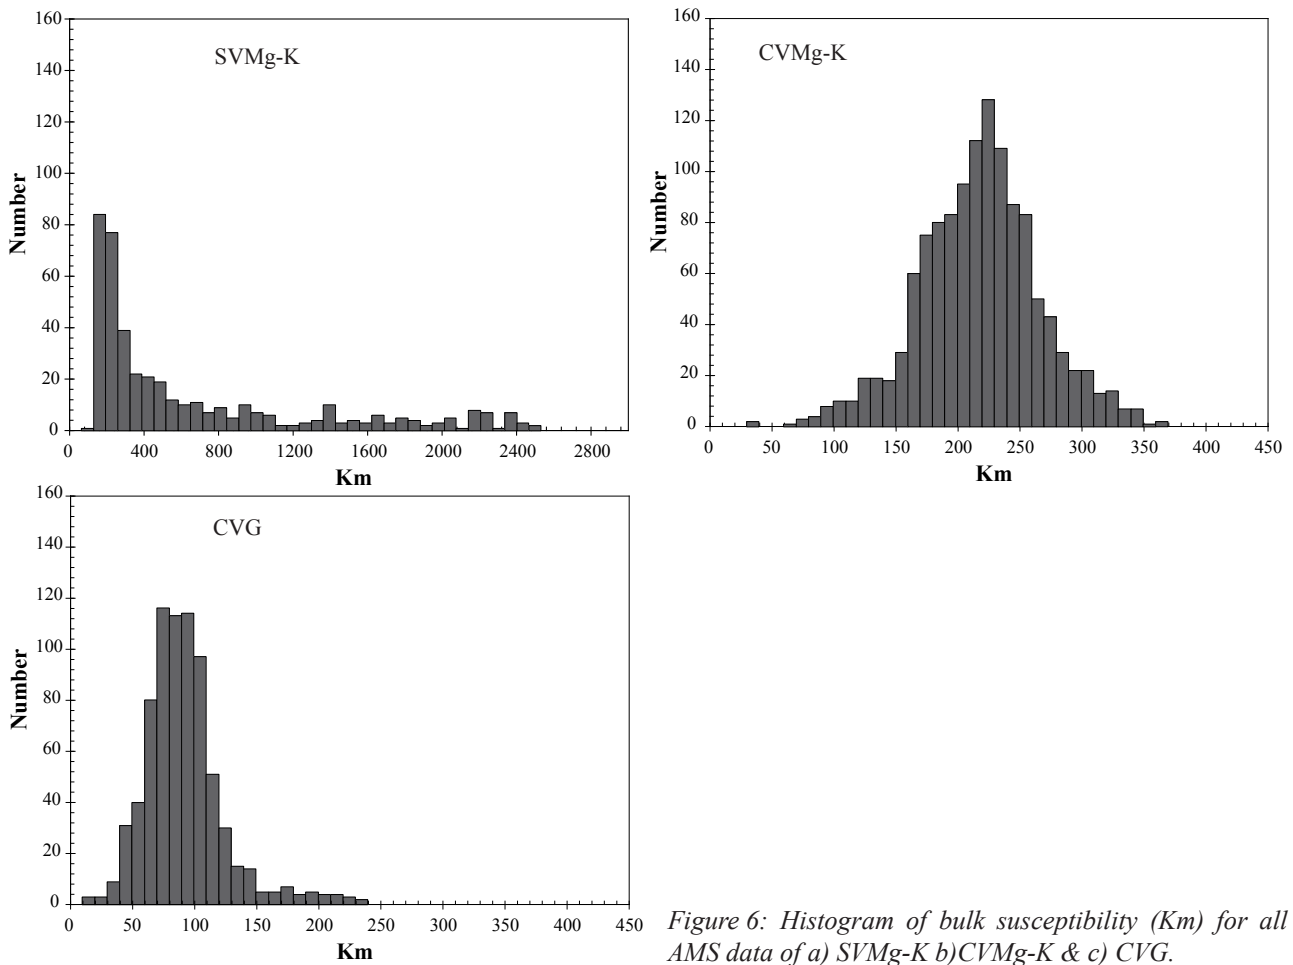 SVMg-K
Number
160
140
120
100
80
60
40
20
0
0 400 800 1200 1600 2000 2400 2800
Km
CVMg-K
Number
160
140
120
100
80
60
40
20
0
0 50 100 150 200 250 300 350 400 450
Km
CVG
Number
160
140
120
100
80
60
40
20
0
0 50 100 150 200 250 300 350 400 450
Km
Figure 6: Histogram of bulk susceptibility (Km) for all
AMS data of a) SVMg-K b)CVMg-K & c) CVG.